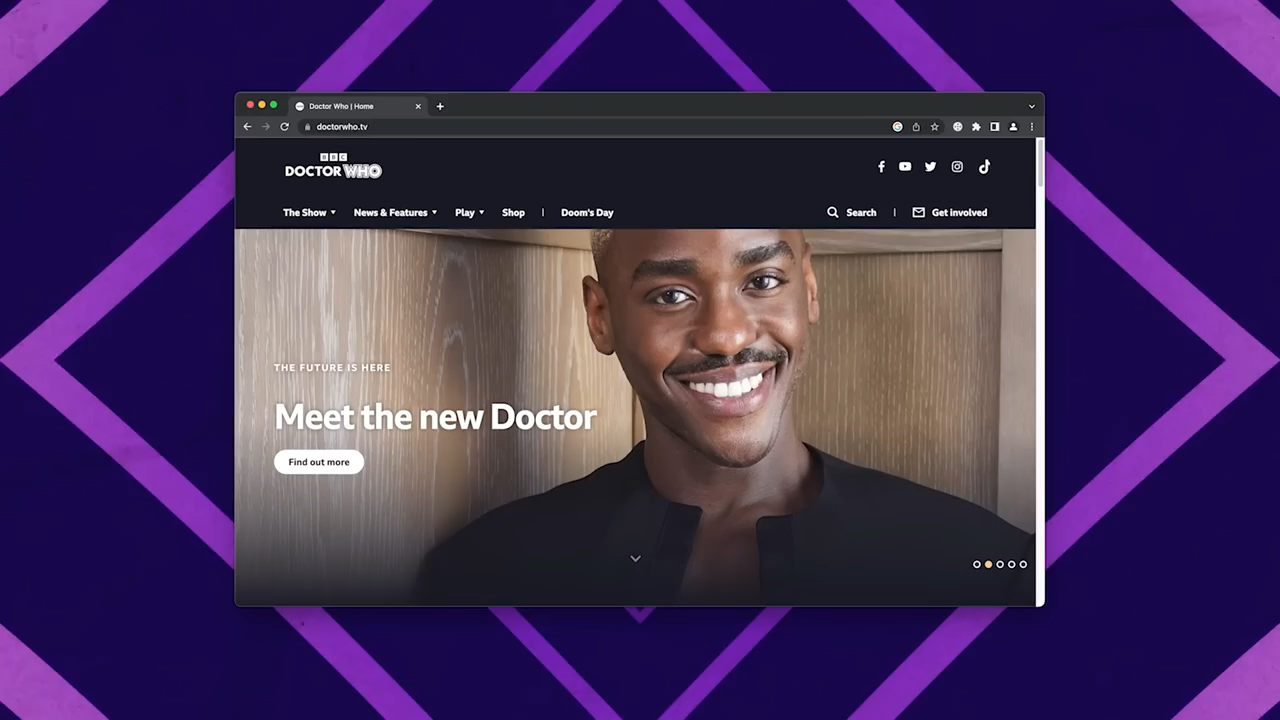 Doctor Who | Home
doctorwho.tv
BBC
DOCTOR WHO
The Show
News & Features
Play
Shop
Doom's Day
Search
Get involved
THE FUTURE IS HERE
Meet the new Doctor
Find out more